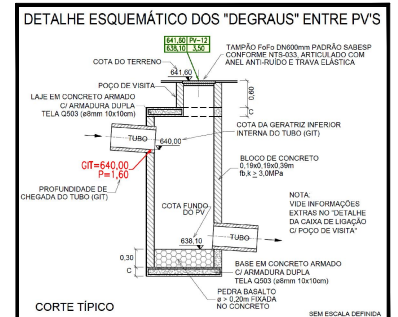 DETALHE ESQUEMÁTICO DOS "DEGRAUS" ENTRE PV'S
641,60 PV-12
638,10 3,50
TAMPÃO FoFo DN600mm PADRÃO SABESP
CONFORME NTS-033, ARTICULADO COM
ANEL ANTI-RUÍDO E TRAVA ELÁSTICA
COTA DO TERRENO
641,60
POÇO DE VISITA
0,60
LAJE EM CONCRETO ARMADO
C/ ARMADURA DUPLA
TELA Q503 (ø8mm 10x10cm)
C
COTA DA GERATRIZ INFERIOR
INTERNA DO TUBO (GIT)
TUBO
640,00
GIT=640,00
P=1,60
BLOCO DE CONCRETO
0,19x0,19x0,39m
fb,k ≥ 3,0MPa
PROFUNDIDADE DE
CHEGADA DO TUBO (GIT)
COTA FUNDO
DO PV
NOTA:
VIDE INFORMAÇÕES
EXTRAS NO "DETALHE
DA CAIXA DE LIGAÇÃO
C/ POÇO DE VISITA"
638,10
TUBO
BASE EM CONCRETO ARMADO
C/ ARMADURA DUPLA
TELA Q503 (ø8mm 10x10cm)
0,20
C
PEDRA BASALTO
ø > 0,20m FIXADA
NO CONCRETO
CORTE TÍPICO
SEM ESCALA DEFINIDA